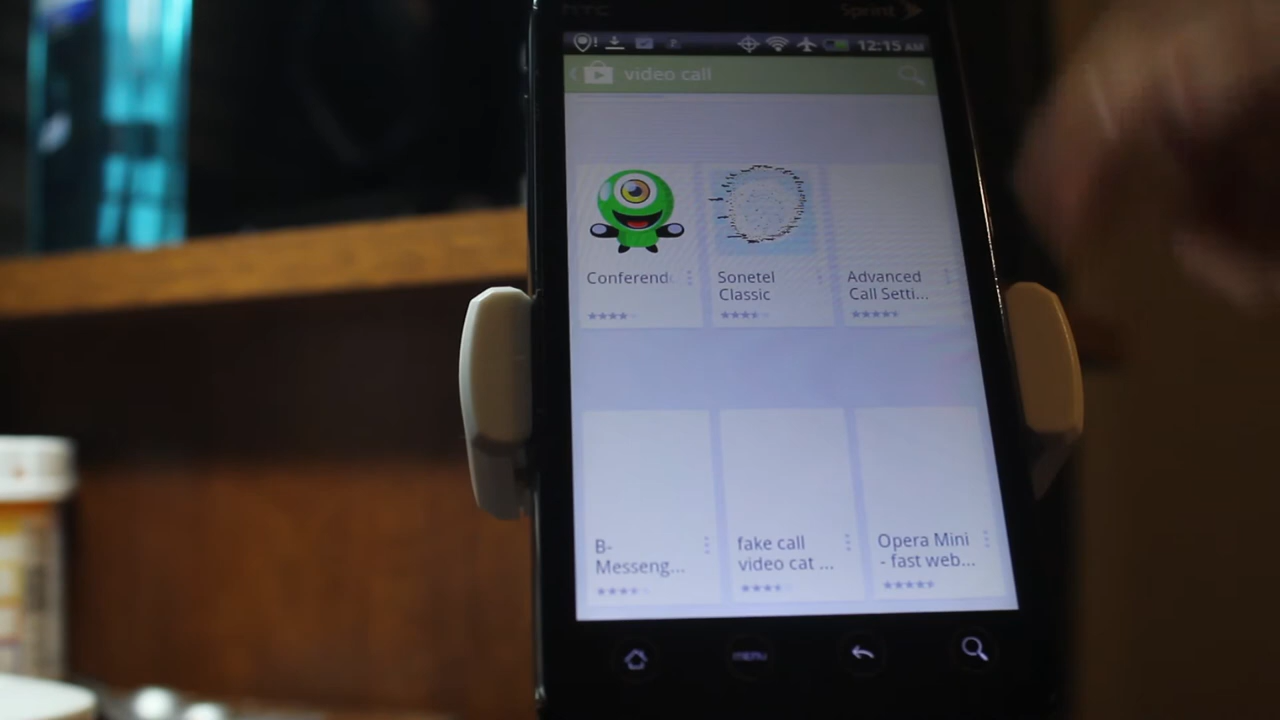 HTC
Sprint
12:15 AM
video call
Conferenc
Sonetel
Classic
Advanced
Call Setti...
B-
Messeng...
fake call
video cat ...
Opera Mini
- fast web...
menu